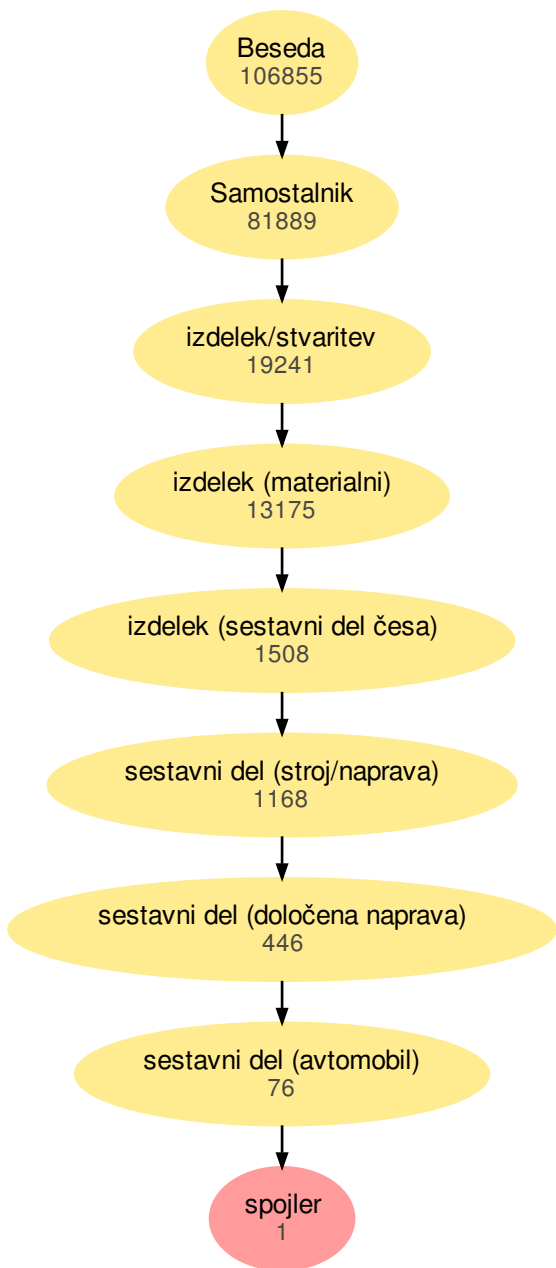 Beseda
106855
Samostalnik
81889
izdelek/stvaritev
19241
izdelek (materialni)
13175
izdelek (sestavni del česa)
1508
sestavni del (stroj/naprava)
1168
sestavni del (določena naprava)
446
sestavni del (avtomobil)
76
spojler
1